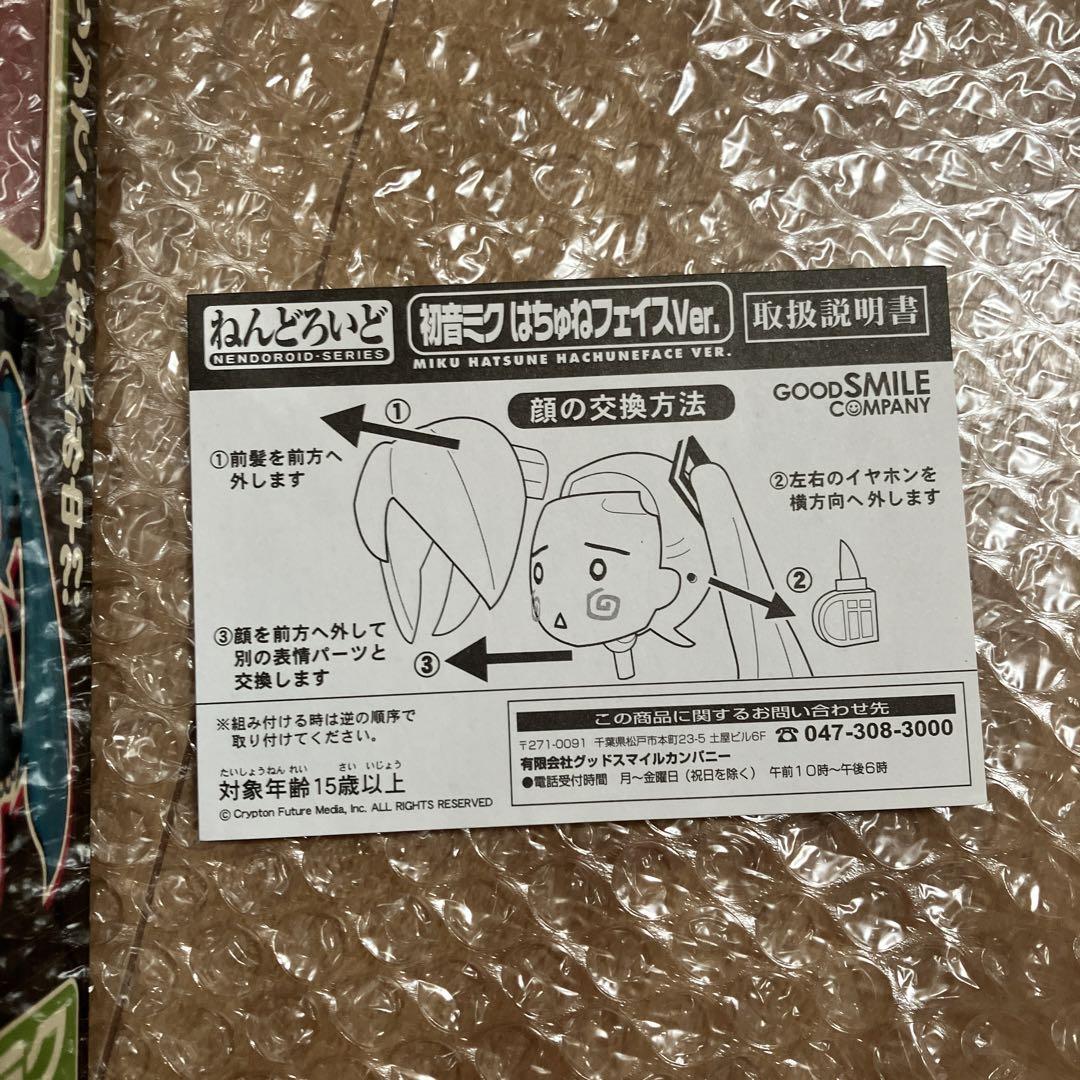 ねんどろいど
NENDOROID-SERIES
初音ミク はちゅねフェイスVer.
MIKU HATSUNE HACHUNEFACE VER.
取扱説明書
顔の交換方法
GOODSMILE
COMPANY
①
①前髪を前方へ
外します
②左右のイヤホンを
横方向へ外します
②
③顔を前方へ外して
別の表情パーツと
交換します
③
※組み付ける時は逆の順序で
取り付けてください。
たいしょうねんれい さい いじょう
対象年齢15歳以上
© Crypton Future Media, Inc. ALL RIGHTS RESERVED
この商品に関するお問い合わせ先
〒271-0091 千葉県松戸市本町23-5 土屋ビル6F ☎ 047-308-3000
有限会社グッドスマイルカンパニー
●電話受付時間 月〜金曜日（祝日を除く） 午前10時〜午後6時